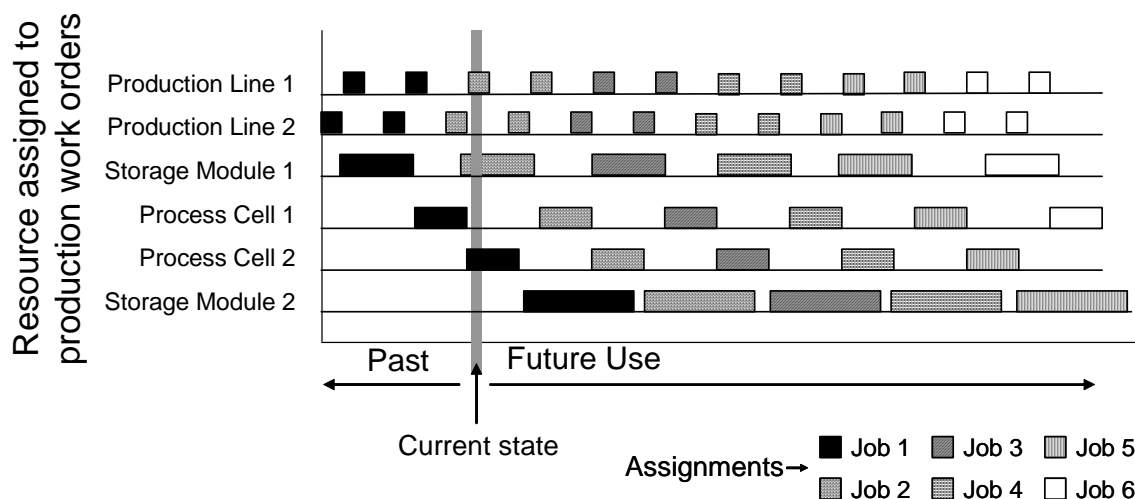 Resource assigned to
production work orders
Production Line 1
Production Line 2
Storage Module 1
Process Cell 1
Process Cell 2
Storage Module 2
Past
Future Use
Current state
Assignments
Job 1
Job 3
Job 5
Job 2
Job 4
Job 6